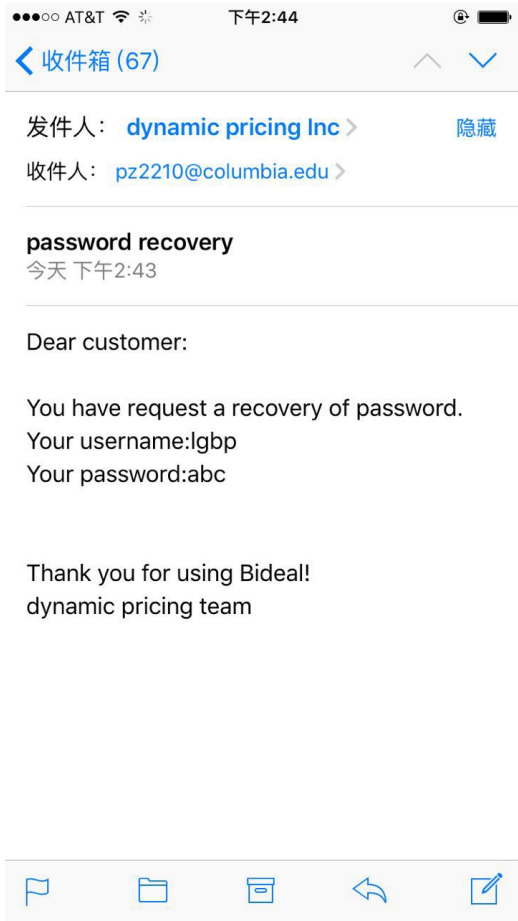 AT&T 下午2:44
收件箱 (67)
发件人： dynamic pricing Inc 隐藏
收件人： pz2210@columbia.edu
password recovery
今天 下午2:43
Dear customer:
You have request a recovery of password.
Your username:lgbp
Your password:abc
Thank you for using Bideal!
dynamic pricing team